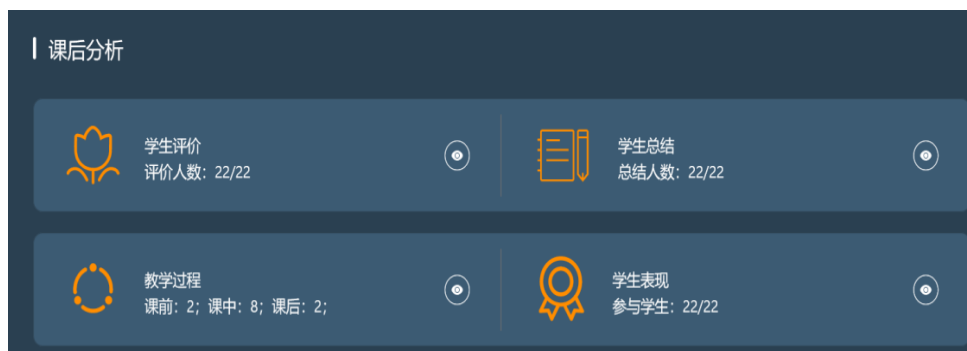 课后分析
学生评价
评价人数：22/22
学生总结
总结人数：22/22
教学过程
课前：2；课中：8；课后：2；
学生表现
参与学生：22/22